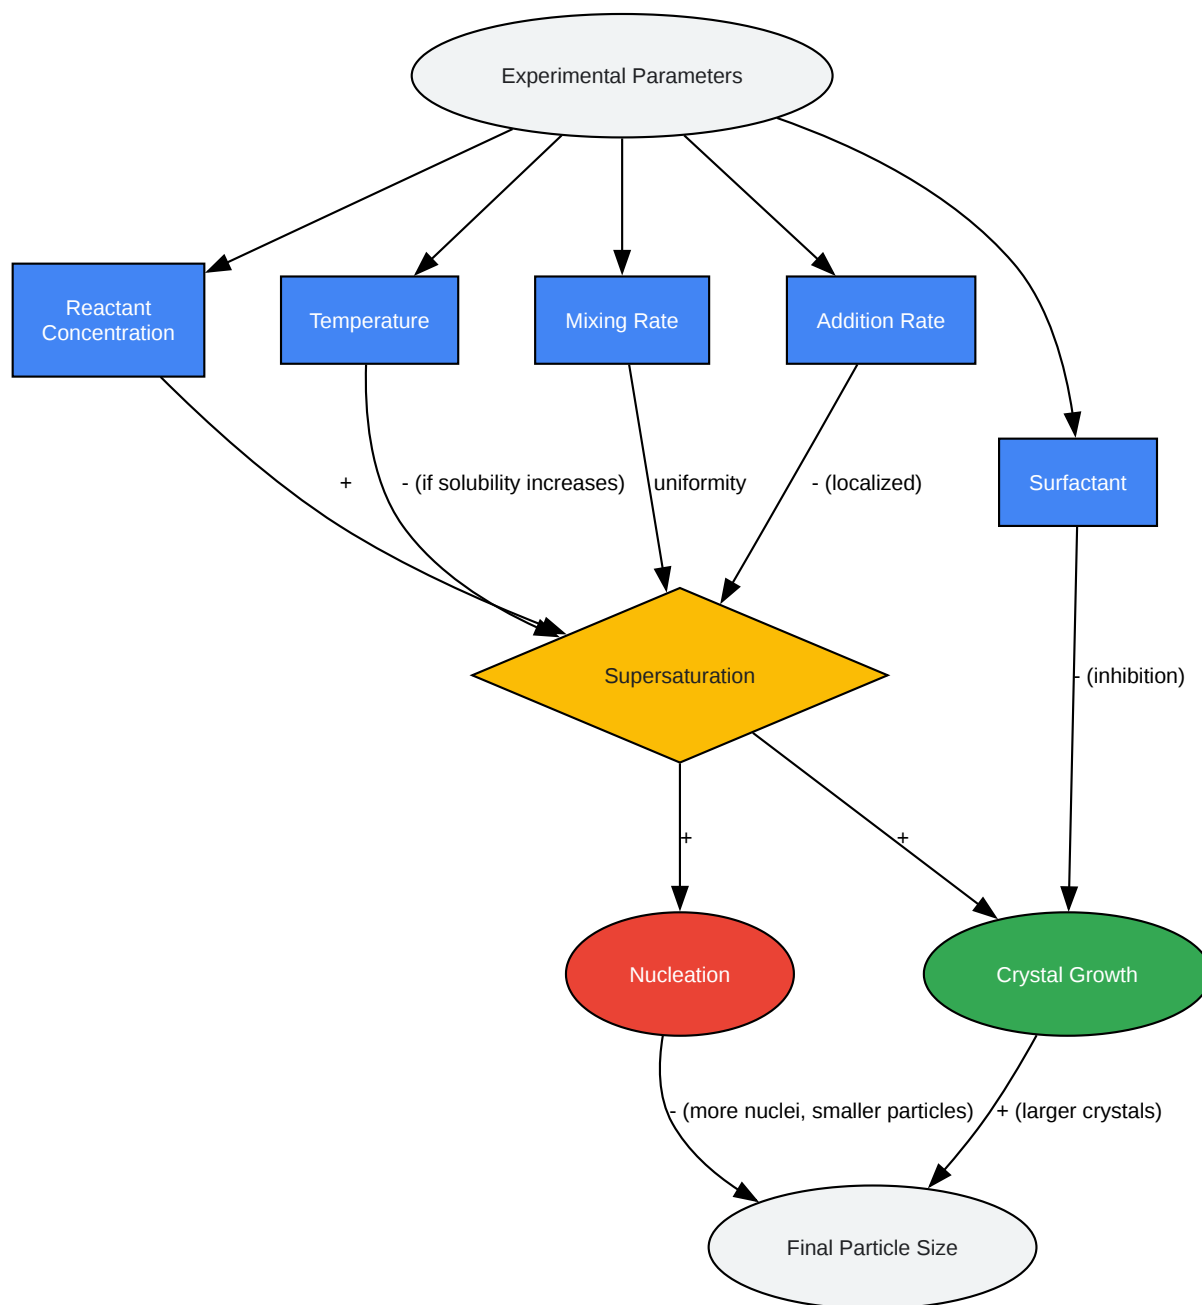 Experimental Parameters
Reactant
Concentration
Temperature
Mixing Rate
Addition Rate
Surfactant
+
- (if solubility increases)
uniformity
- (localized)
Supersaturation
- (inhibition)
+
+
Nucleation
Crystal Growth
- (more nuclei, smaller particles)
+ (larger crystals)
Final Particle Size